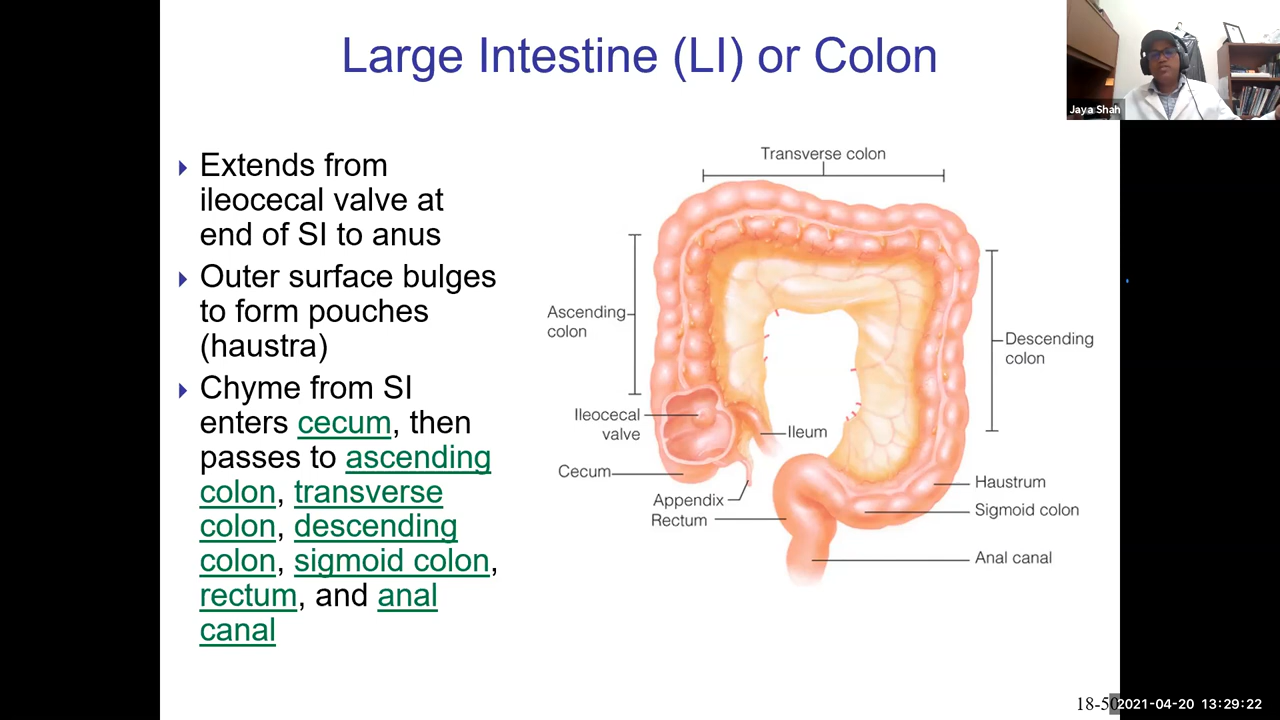 Large Intestine (LI) or Colon
Jaya Shah
Extends from
ileocecal valve at
end of SI to anus
Outer surface bulges
to form pouches
(haustra)
Chyme from SI
enters cecum, then
passes to ascending
colon, transverse
colon, descending
colon, sigmoid colon,
rectum, and anal
canal
Transverse colon
Ascending
colon
Descending
colon
Ileocecal
valve
Ileum
Cecum
Appendix
Rectum
Haustrum
Sigmoid colon
Anal canal
18-50
2021-04-20 13:29:22